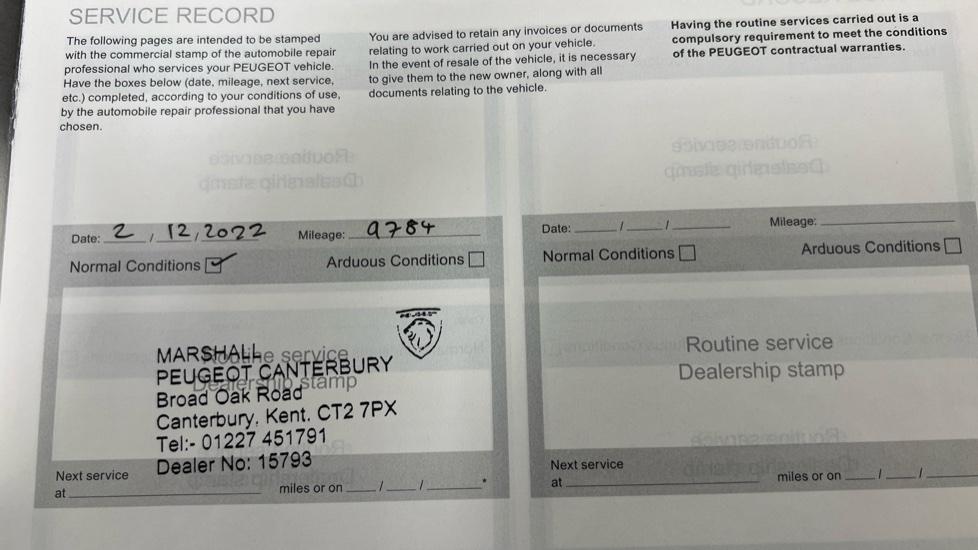 SERVICE RECORD
The following pages are intended to be stamped
with the commercial stamp of the automobile repair
professional who services your PEUGEOT vehicle.
Have the boxes below (date, mileage, next service,
etc.) completed, according to your conditions of use,
by the automobile repair professional that you have
chosen.
You are advised to retain any invoices or documents
relating to work carried out on your vehicle.
In the event of resale of the vehicle, it is necessary
to give them to the new owner, along with all
documents relating to the vehicle.
Having the routine services carried out is a
compulsory requirement to meet the conditions
of the PEUGEOT contractual warranties.
Date: 2 / 12 / 2022 Mileage: 9784
Normal Conditions Arduous Conditions
Routine service
Dealership stamp
MARSHALL
PEUGEOT CANTERBURY
Broad Oak Road
Canterbury, Kent. CT2 7PX
Tel:- 01227 451791
Dealer No: 15793
Next service
at miles or on / / *
Date: / / Mileage:
Normal Conditions Arduous Conditions
Routine service
Dealership stamp
Next service
at miles or on / /